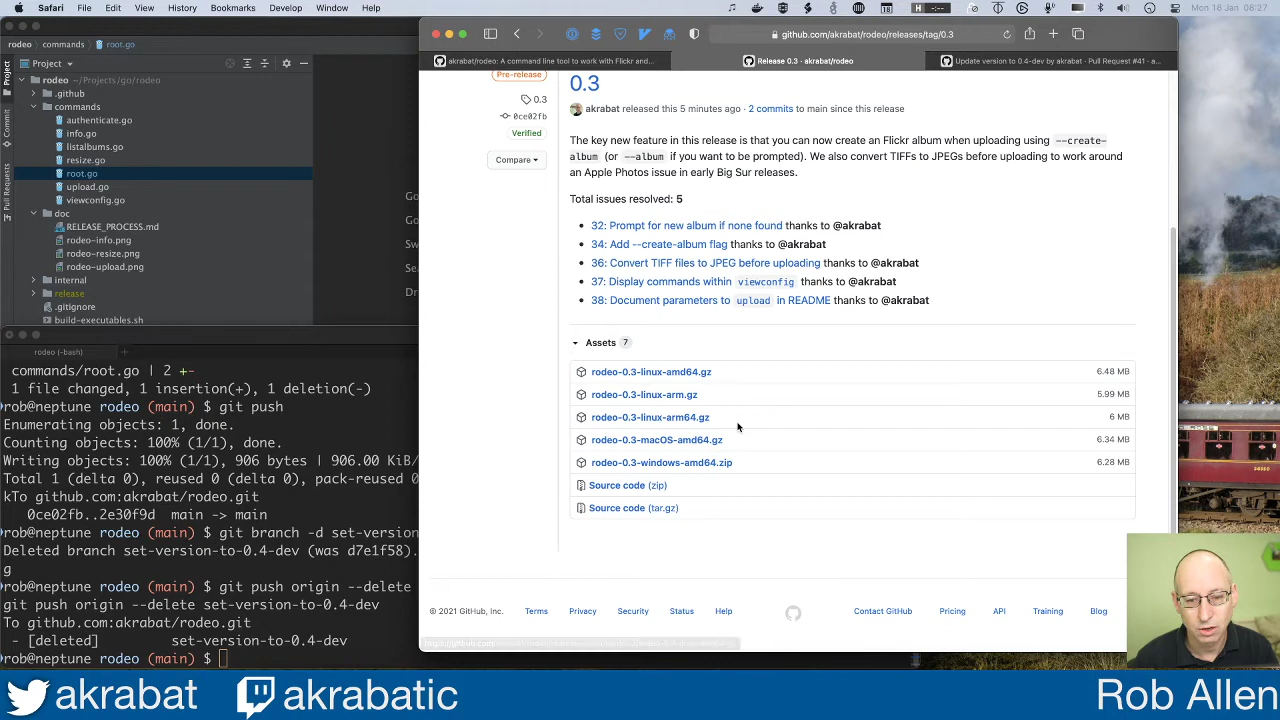 Safari File Edit View History Bookmarks Develop Window Help
Mon 18 Jan 08:27
rodeo commands root.go
github.com/akrabat/rodeo/releases/tag/0.3
akrabat/rodeo: A command line tool to work with Flickr and...
Release 0.3 · akrabat/rodeo
Update version to 0.4-dev by akrabat · Pull Request #41 · a...
Project
Commit
Pull Requests
Project
rodeo ~/Projects/go/rodeo
.github
commands
authenticate.go
info.go
listalbums.go
resize.go
root.go
upload.go
viewconfig.go
doc
RELEASE_PROCESS.md
rodeo-info.png
rodeo-resize.png
rodeo-upload.png
internal
release
.gitignore
build-executables.sh
Pre-release
0.3
0ce02fb
Verified
Compare
0.3
akrabat released this 5 minutes ago · 2 commits to main since this release
The key new feature in this release is that you can now create an Flickr album when uploading using --create-
album (or --album if you want to be prompted). We also convert TIFFs to JPEGs before uploading to work around
an Apple Photos issue in early Big Sur releases.
Total issues resolved: 5
32: Prompt for new album if none found thanks to @akrabat
34: Add --create-album flag thanks to @akrabat
36: Convert TIFF files to JPEG before uploading thanks to @akrabat
37: Display commands within viewconfig thanks to @akrabat
38: Document parameters to upload in README thanks to @akrabat
Assets 7
rodeo-0.3-linux-amd64.gz 6.48 MB
rodeo-0.3-linux-arm.gz 5.99 MB
rodeo-0.3-linux-arm64.gz 6 MB
rodeo-0.3-macOS-amd64.gz 6.34 MB
rodeo-0.3-windows-amd64.zip 6.28 MB
Source code (zip)
Source code (tar.gz)
© 2021 GitHub, Inc. Terms Privacy Security Status Help Contact GitHub Pricing API Training Blog
rodeo (-bash)
commands/root.go | 2 +-
1 file changed, 1 insertion(+), 1 deletion(-)
rob@neptune rodeo (main) $ git push
Enumerating objects: 1, done.
Counting objects: 100% (1/1), done.
Writing objects: 100% (1/1), 906 bytes | 906.00 KiB/
Total 1 (delta 0), reused 0 (delta 0), pack-reused 0
kTo github.com:akrabat/rodeo.git
0ce02fb..2e30f9d main -> main
rob@neptune rodeo (main) $ git branch -d set-version
Deleted branch set-version-to-0.4-dev (was d7e1f58).
g
rob@neptune rodeo (main) $ git push origin --delete
git push origin --delete set-version-to-0.4-dev
To github.com:akrabat/rodeo.git
- [deleted] set-version-to-0.4-dev
rob@neptune rodeo (main) $
akrabat akrabatic Rob Allen